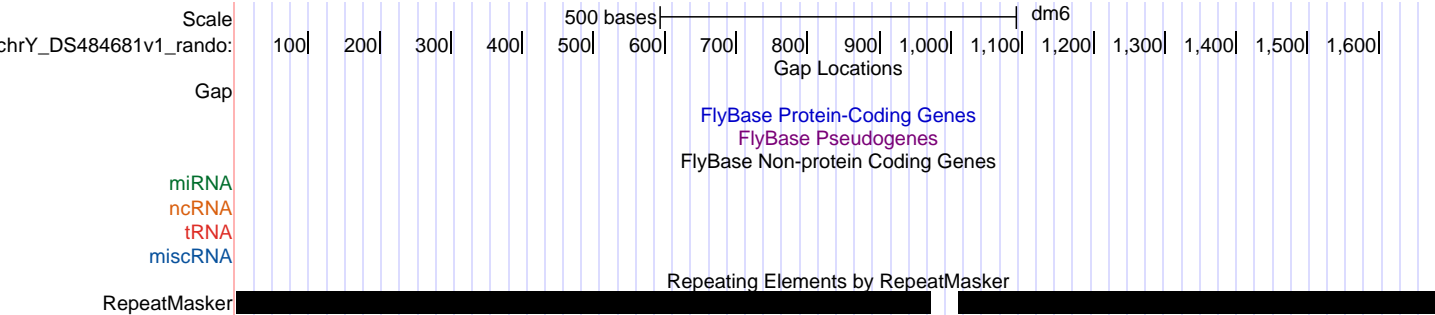 Scale 500 bases dm6
chrY_DS484681v1_rando: 100 200 300 400 500 600 700 800 900 1,000 1,100 1,200 1,300 1,400 1,500 1,600
Gap Locations
Gap
FlyBase Protein-Coding Genes
FlyBase Pseudogenes
FlyBase Non-protein Coding Genes
miRNA
ncRNA
tRNA
miscRNA
Repeating Elements by RepeatMasker
RepeatMasker